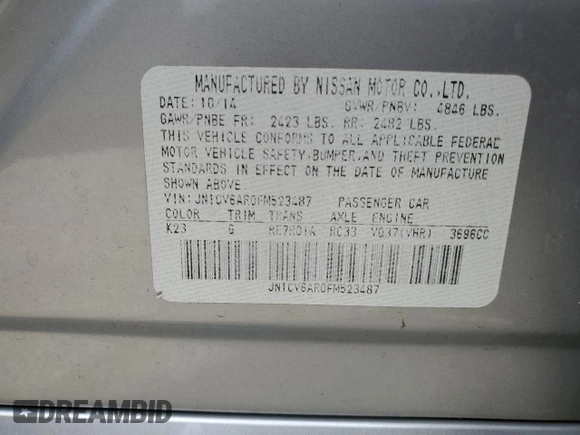 MANUFACTURED BY NISSAN MOTOR CO.,LTD.
DATE: 10/14 GVWR/PNBV: 4846 LBS.
GAWR/PNBE FR: 2423 LBS. RR: 2482 LBS.
THIS VEHICLE CONFORMS TO ALL APPLICABLE FEDERAL
MOTOR VEHICLE SAFETY,BUMPER,AND THEFT PREVENTION
STANDARDS IN EFFECT ON THE DATE OF MANUFACTURE
SHOWN ABOVE
VIN: JN1CV6AR0FM523487 PASSENGER CAR
COLOR TRIM TRANS AXLE ENGINE
K23 G RE7R01A RC33 VQ37(VHR) 3696CC
JN1CV6AR0FM523487
DREAMBID